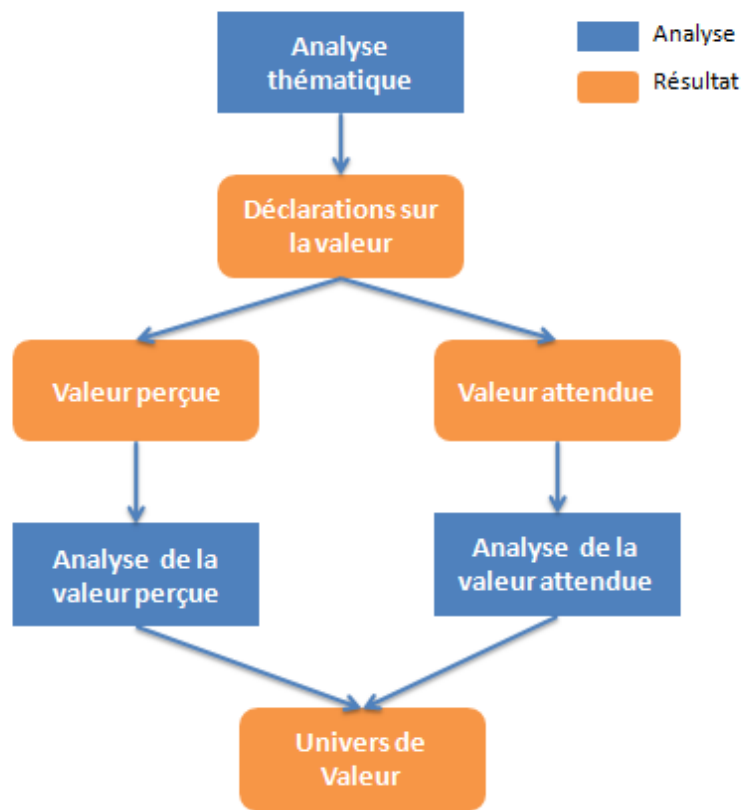 Analyse
thématique
Analyse
Résultat
Déclarations sur
la valeur
Valeur perçue
Valeur attendue
Analyse de la
valeur perçue
Analyse de la
valeur attendue
Univers de
Valeur